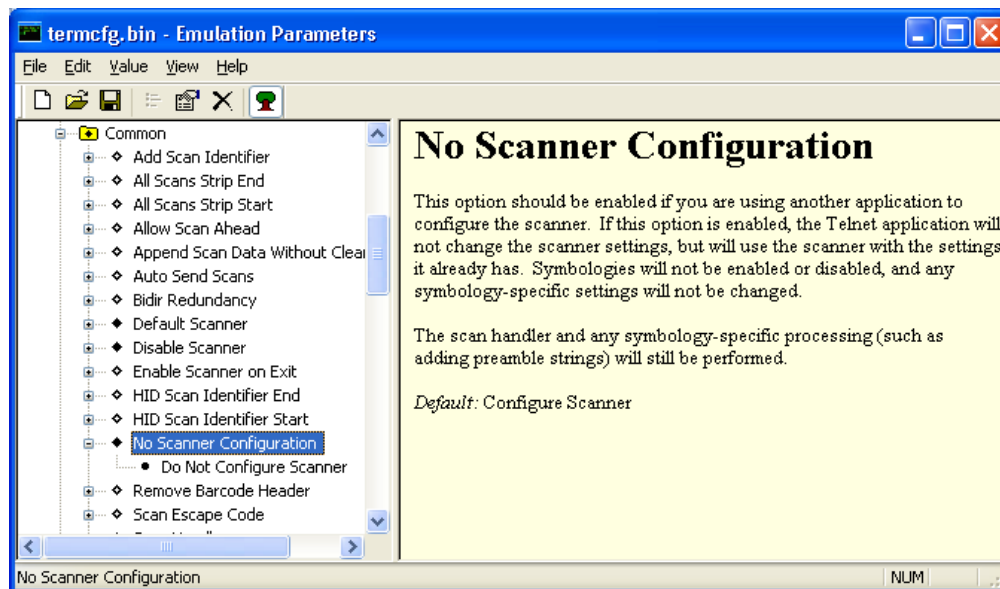 termcfg.bin - Emulation Parameters
File Edit Value View Help
Common
Add Scan Identifier
All Scans Strip End
All Scans Strip Start
Allow Scan Ahead
Append Scan Data Without Clear
Auto Send Scans
Bidir Redundancy
Default Scanner
Disable Scanner
Enable Scanner on Exit
HID Scan Identifier End
HID Scan Identifier Start
No Scanner Configuration
Do Not Configure Scanner
Remove Barcode Header
Scan Escape Code
No Scanner Configuration
This option should be enabled if you are using another application to
configure the scanner. If this option is enabled, the Telnet application will
not change the scanner settings, but will use the scanner with the settings
it already has. Symbologies will not be enabled or disabled, and any
symbology-specific settings will not be changed.
The scan handler and any symbology-specific processing (such as
adding preamble strings) will still be performed.
Default: Configure Scanner
No Scanner Configuration
NUM